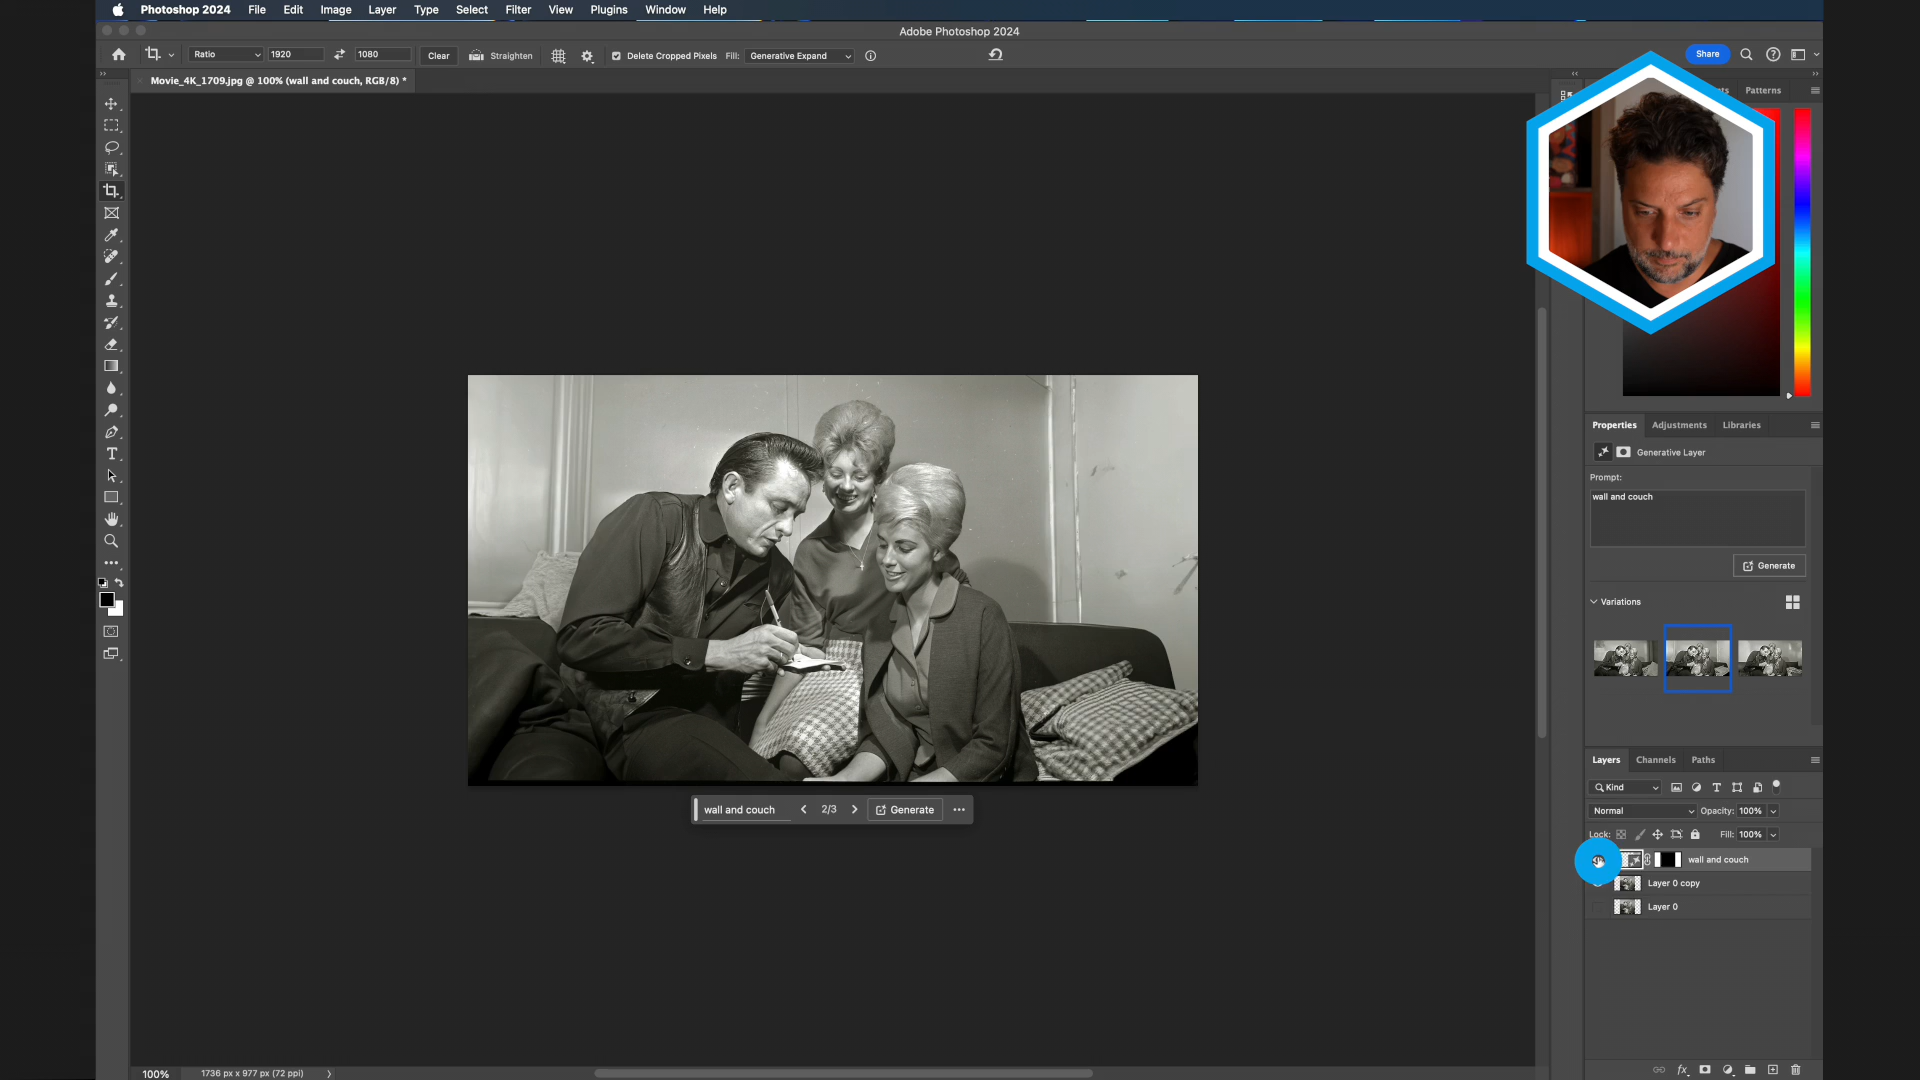 Photoshop 2024 File Edit Image Layer Type Select Filter View Plugins Window Help
Adobe Photoshop 2024
Ratio 1920 1080 Clear Straighten Delete Cropped Pixels Fill: Generative Expand Share
Movie_4K_1709.jpg @ 100% (wall and couch, RGB/8) *
Patterns
Properties Adjustments Libraries
Generative Layer
Prompt:
wall and couch
Generate
Variations
Layers Channels Paths
Kind
Normal Opacity: 100%
Lock: Fill: 100%
wall and couch
Layer 0 copy
Layer 0
wall and couch 2/3 Generate
100% 1736 px x 977 px (72 ppi)